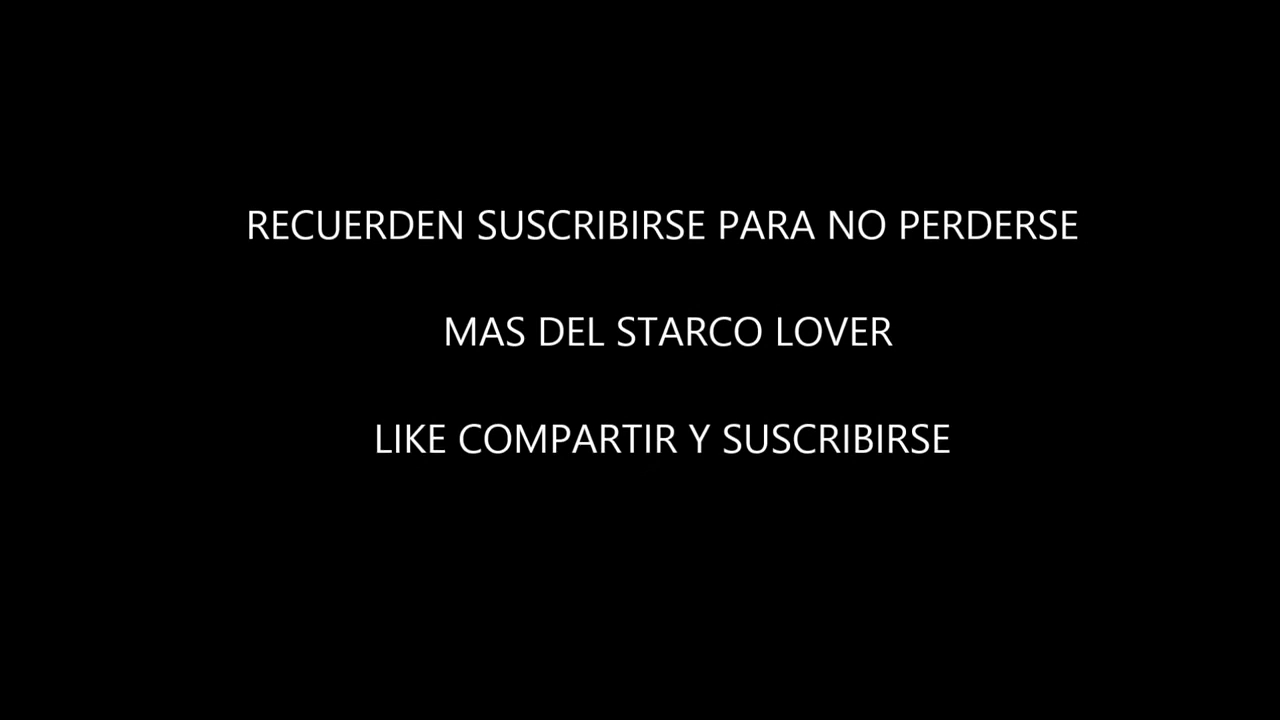 RECUERDEN SUSCRIBIRSE PARA NO PERDERSE
MAS DEL STARCO LOVER
LIKE COMPARTIR Y SUSCRIBIRSE